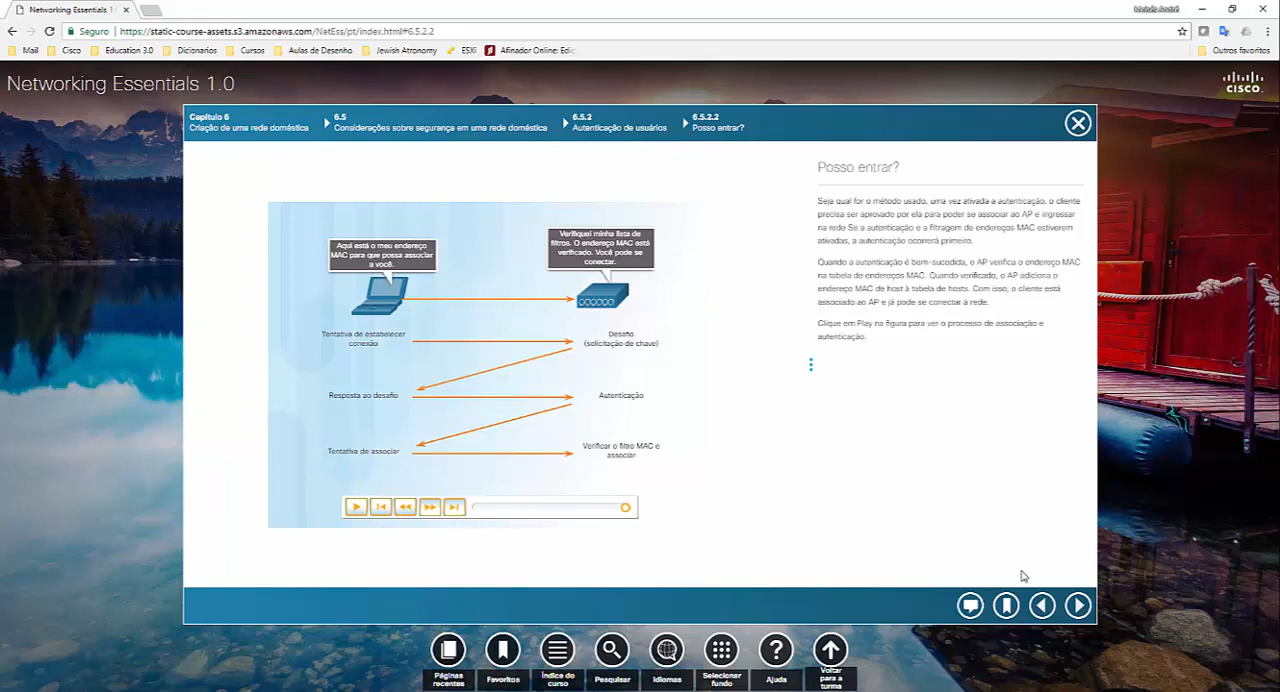 Networking Essentials 1.
Moisés André
Seguro
https://static-course-assets.s3.amazonaws.com/NetEss/pt/index.html#6.5.2.2
Mail
Cisco
Education 3.0
Dicionarios
Cursos
Aulas de Desenho
Jewish Atronomy
ESXi
Afinador Online: Edic
Outros favoritos
Networking Essentials 1.0
CISCO.
Capítulo 6
Criação de uma rede doméstica
6.5
Considerações sobre segurança em uma rede doméstica
6.5.2
Autenticação de usuários
6.5.2.2
Posso entrar?
Aqui está o meu endereço
MAC para que possa associar
a você.
Verifiquei minha lista de
filtros. O endereço MAC está
verificado. Você pode se
conectar.
Tentativa de estabelecer
conexão
Desafio
(solicitação de chave)
Resposta ao desafio
Autenticação
Tentativa de associar
Verificar o filtro MAC e
associar
Posso entrar?
Seja qual for o método usado, uma vez ativada a autenticação, o cliente
precisa ser aprovado por ela para poder se associar ao AP e ingressar
na rede Se a autenticação e a filtragem do endereços MAC estiverem
ativadas, a autenticação ocorrerá primeiro.
Quando a autenticação é bem-sucedida, o AP verifica o endereço MAC
na tabela de endereços MAC. Quando verificado, o AP adiciona o
endereço MAC de host à tabela de hosts. Com isso, o cliente está
associado ao AP e já pode se conectar à rede.
Clique em Play na figura para ver o processo de associação e
autenticação.
Páginas
recentes
Favoritos
Índice do
curso
Pesquisar
Idiomas
Selecionar
fundo
Ajuda
Voltar
para a
turma